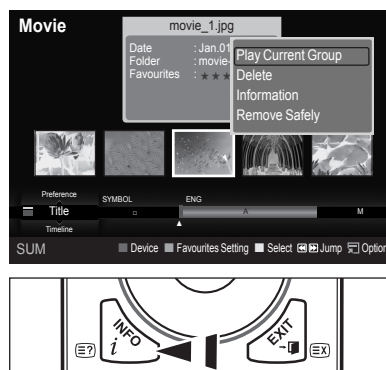 Movie
movie_1.jpg
Date : Jan.01
Folder : movie-
Favourites : ★★★
Play Current Group
Delete
Information
Remove Safely
Preference
SYMBOL ENG
Title A M
Timeline
SUM Device Favourites Setting Select Jump Option
INFO
i
EXIT